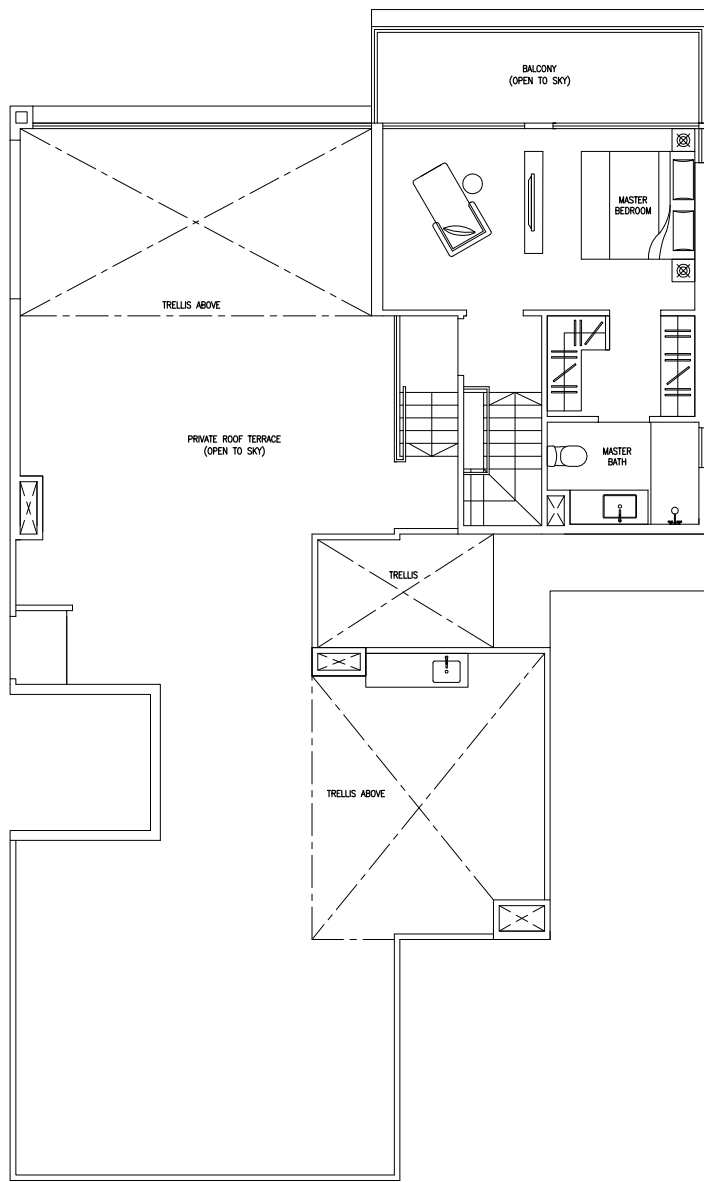 BALCONY
(OPEN TO SKY)
MASTER
BEDROOM
TRELLIS ABOVE
PRIVATE ROOF TERRACE
(OPEN TO SKY)
MASTER
BATH
TRELLIS
TRELLIS ABOVE